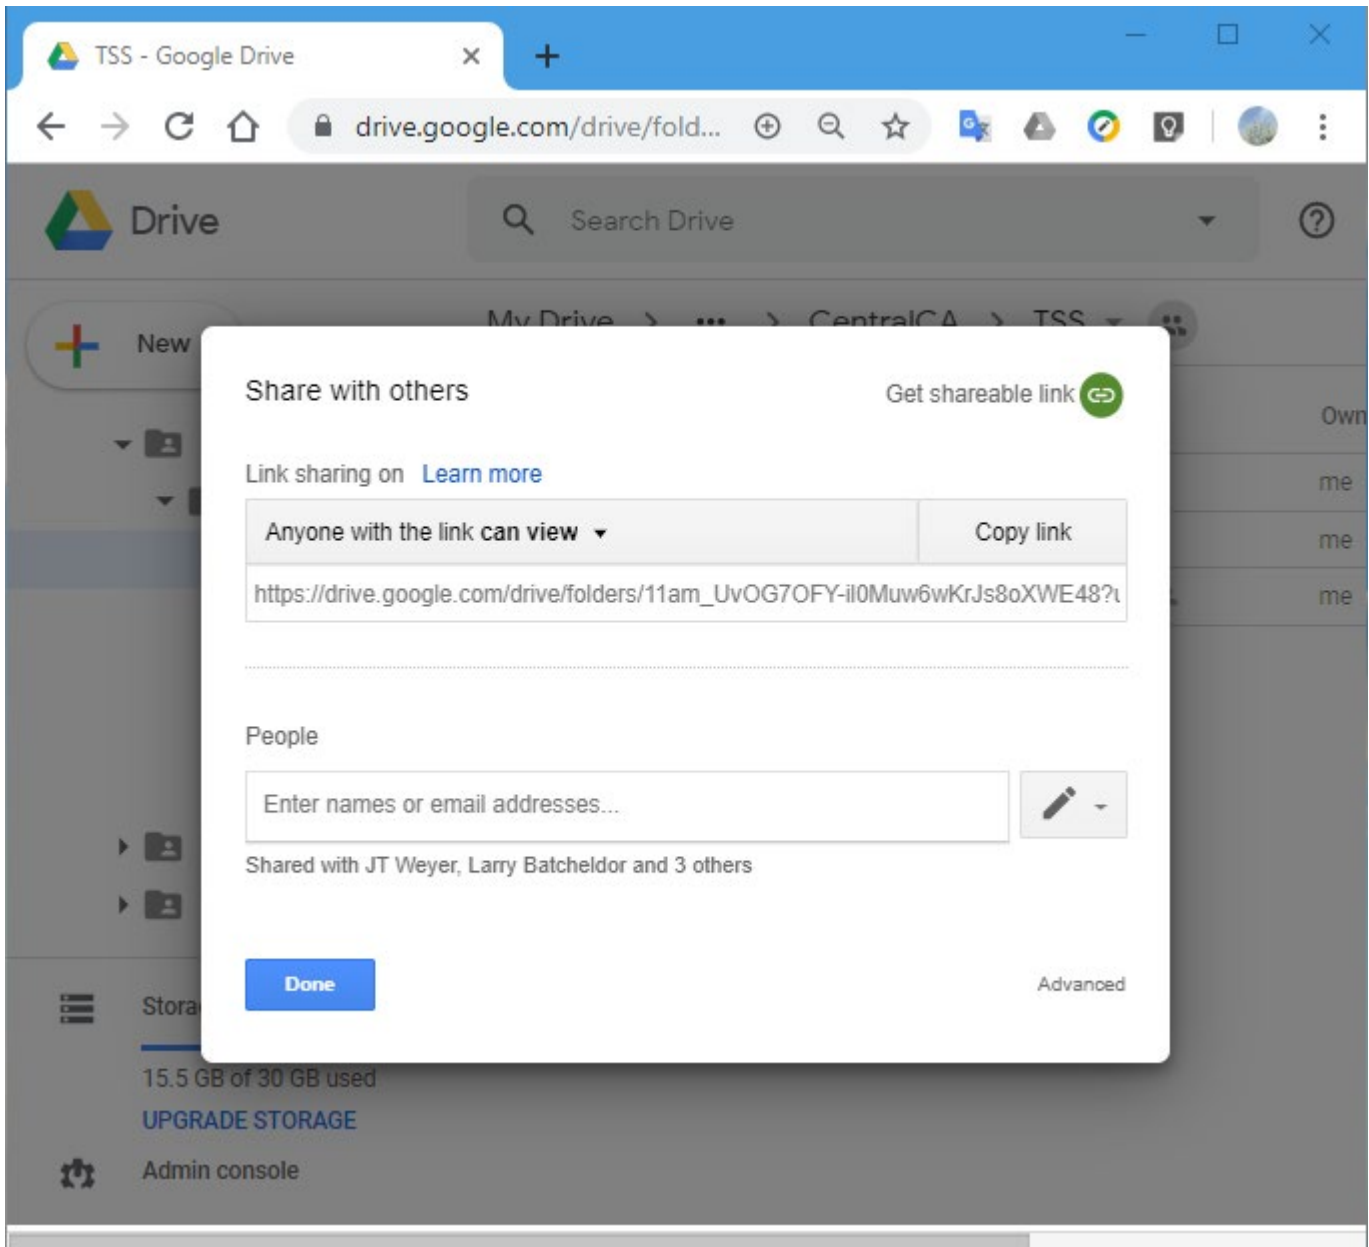 TSS - Google Drive
drive.google.com/drive/fold...
Drive
Search Drive
My Drive > ... > CentralCA > TSS
New
Share with others
Get shareable link
Own
Link sharing on Learn more
me
Anyone with the link can view
Copy link
me
https://drive.google.com/drive/folders/11am_UvOG7OFY-il0Muw6wKrJs8oXWE48?u
me
People
Enter names or email addresses...
Shared with JT Weyer, Larry Batcheldor and 3 others
Done
Advanced
Stora
15.5 GB of 30 GB used
UPGRADE STORAGE
Admin console